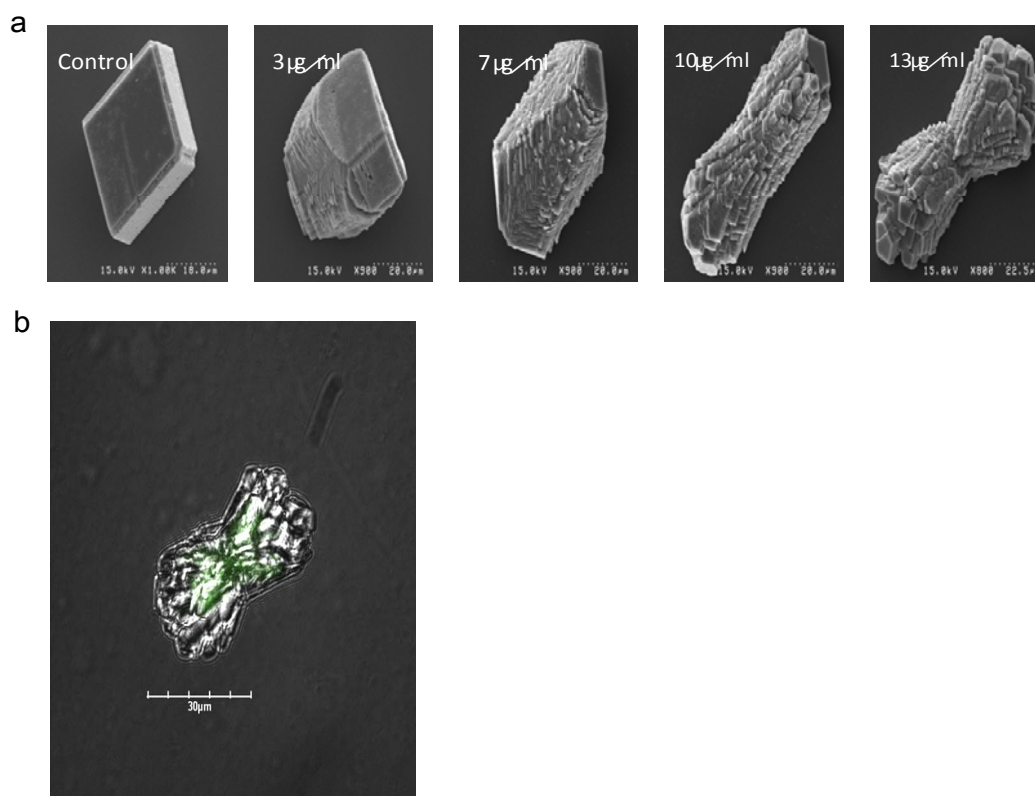 a
Control
15.0kV X1.00K 18.0µm
3µg/ml
15.0kV X900 20.0µm
7µg/ml
15.0kV X900 20.0µm
10µg/ml
15.0kV X900 20.0µm
13µg/ml
15.0kV X800 22.5µ
b
30µm